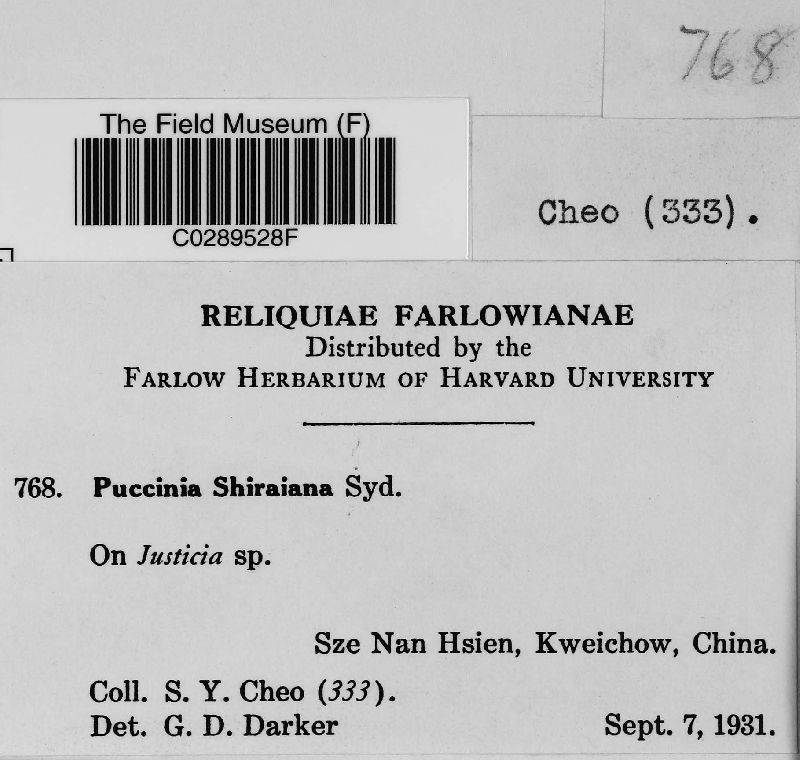 768
The Field Museum (F)
C0289528F
Cheo (333).
RELIQUIAE FARLOWIANAE
Distributed by the
FARLOW HERBARIUM OF HARVARD UNIVERSITY
768. Puccinia Shiraiana Syd.
On Justicia sp.
Sze Nan Hsien, Kweichow, China.
Coll. S. Y. Cheo (333).
Det. G. D. Darker Sept. 7, 1931.